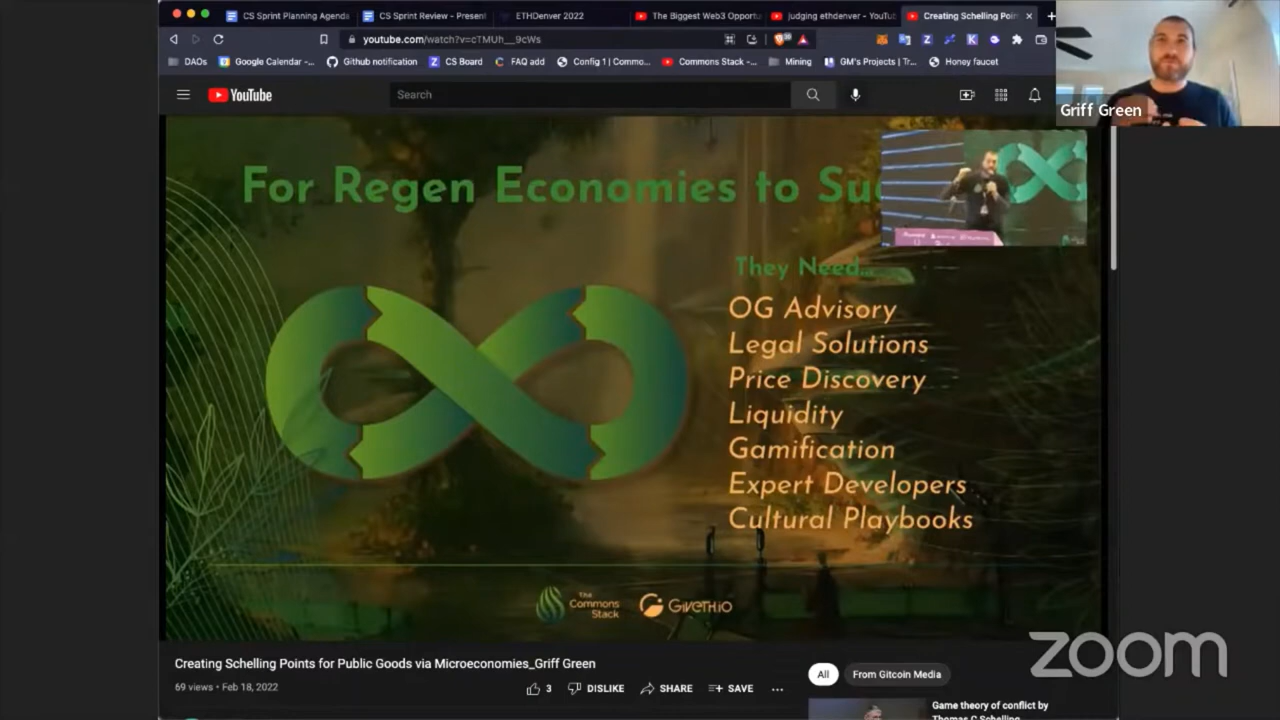 CS Sprint Planning Agenda
CS Sprint Review - Present
ETHDenver 2022
The Biggest Web3 Opportu
judging ethdenver - YouTu
Creating Schelling Poin
youtube.com/watch?v=cTMUh__9cWs
DAOs
Google Calendar -...
Github notification
CS Board
FAQ add
Config 1 | Commo...
Commons Stack -...
Mining
GM's Projects | Tr...
Honey faucet
Griff Green
YouTube
Search
For Regen Economies to Su
They Need...
OG Advisory
Legal Solutions
Price Discovery
Liquidity
Gamification
Expert Developers
Cultural Playbooks
The
Commons
Stack
GIVETH.IO
zoom
Creating Schelling Points for Public Goods via Microeconomies_Griff Green
69 views • Feb 18, 2022
3
DISLIKE
SHARE
SAVE
All
From Gitcoin Media
Game theory of conflict by
Thomas C Schelling